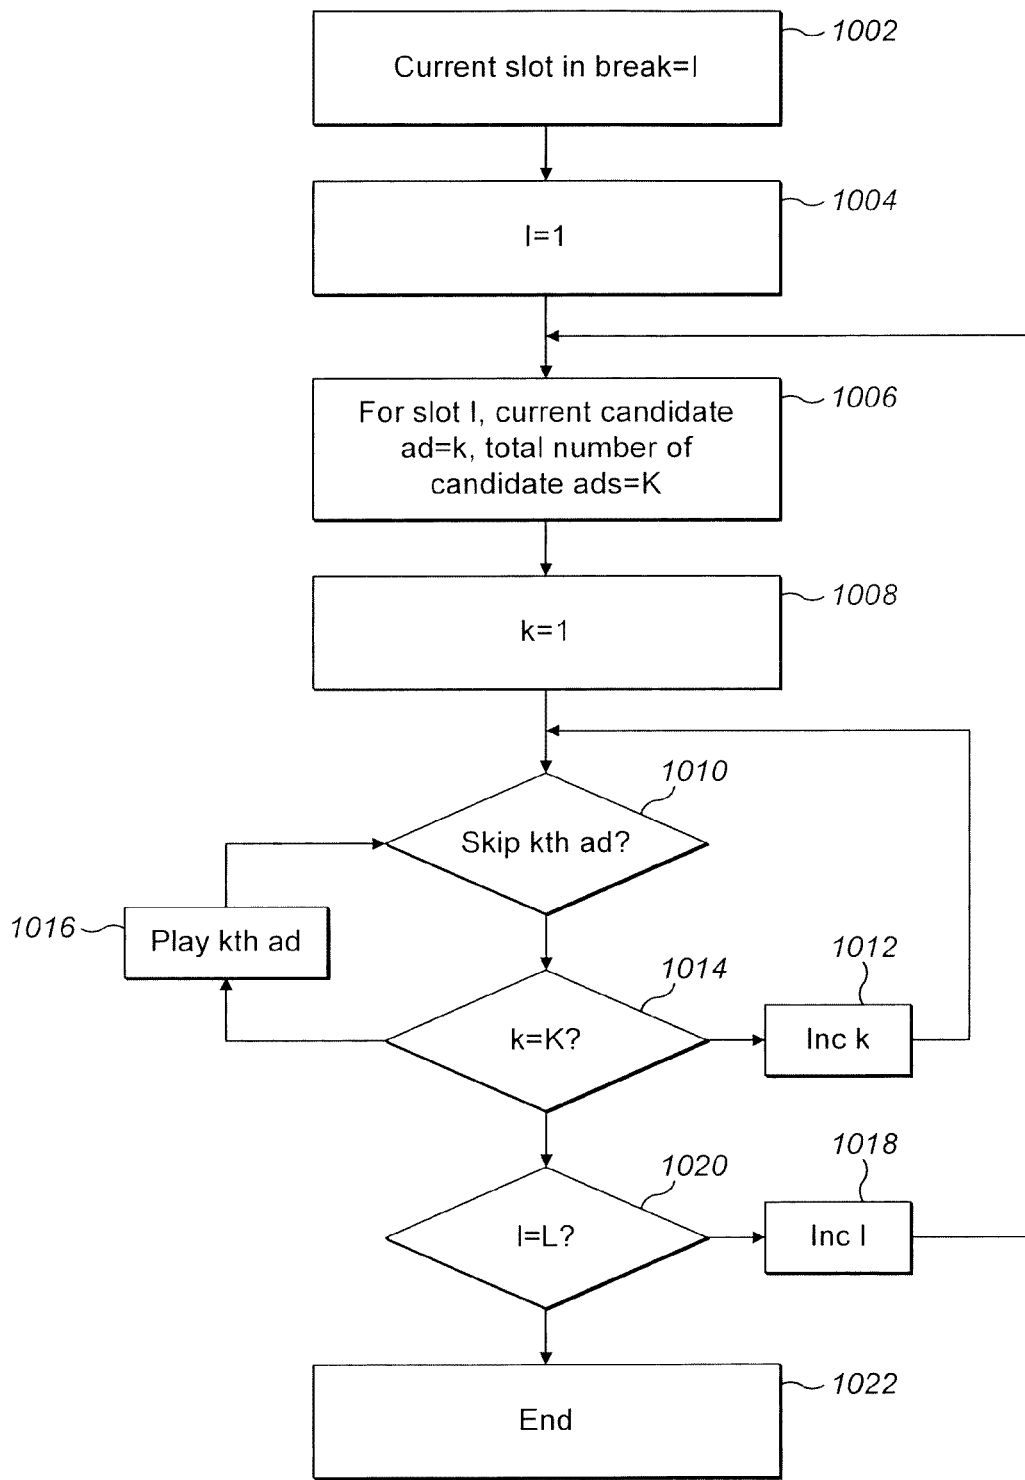 1002
Current slot in break=l
1004
l=1
1006
For slot l, current candidate
ad=k, total number of
candidate ads=K
1008
k=1
1010
Skip kth ad?
1016
Play kth ad
1014
k=K?
1012
Inc k
1020
l=L?
1018
Inc l
1022
End